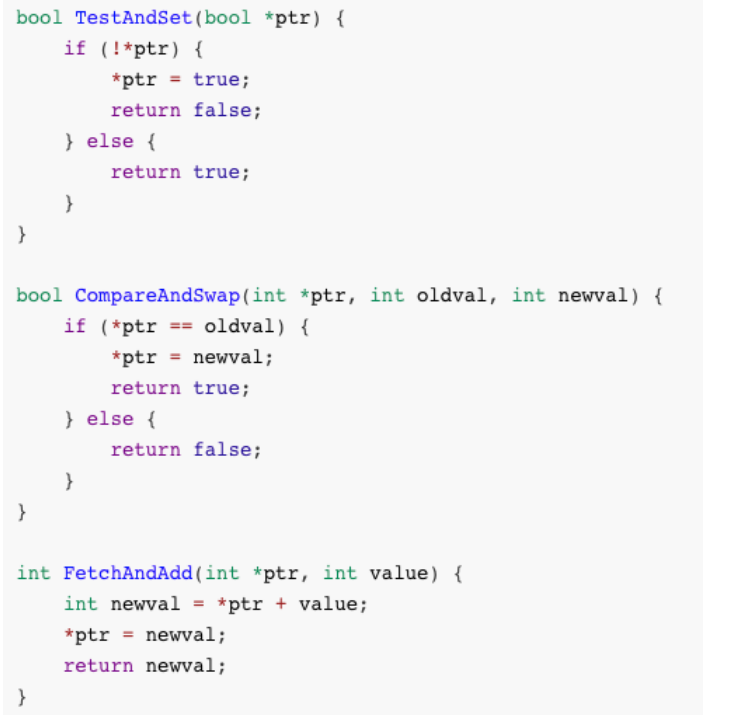 bool TestAndSet(bool *ptr) {
    if (!*ptr) {
        *ptr = true;
        return false;
    } else {
        return true;
    }
}

bool CompareAndSwap(int *ptr, int oldval, int newval) {
    if (*ptr == oldval) {
        *ptr = newval;
        return true;
    } else {
        return false;
    }
}

int FetchAndAdd(int *ptr, int value) {
    int newval = *ptr + value;
    *ptr = newval;
    return newval;
}